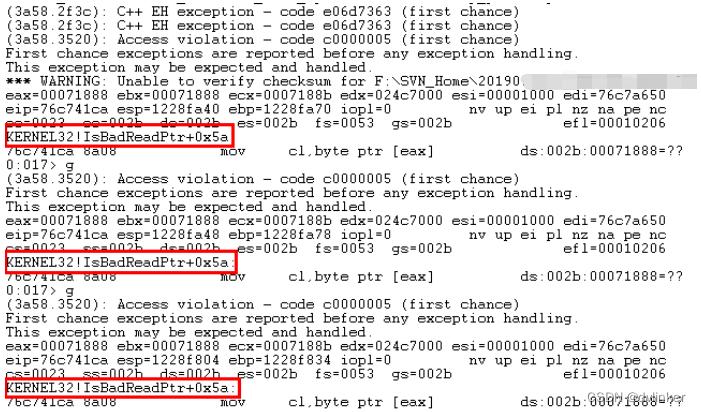 (3a58.2f3c): C++ EH exception - code e06d7363 (first chance)
(3a58.2f3c): C++ EH exception - code e06d7363 (first chance)
(3a58.3520): Access violation - code c0000005 (first chance)
First chance exceptions are reported before any exception handling.
This exception may be expected and handled.
*** WARNING: Unable to verify checksum for F:\SVN_Home\20190
eax=00071888 ebx=00071888 ecx=0007188b edx=024c7000 esi=00001000 edi=76c7a650
eip=76c741ca esp=1228fa40 ebp=1228fa70 iopl=0 nv up ei pl nz na pe nc
cs=0023 ss=002b ds=002b es=002b fs=0053 gs=002b efl=00010206
KERNEL32!IsBadReadPtr+0x5a
76c741ca 8a08 mov cl,byte ptr [eax] ds:002b:00071888=??
0:017> g
(3a58.3520): Access violation - code c0000005 (first chance)
First chance exceptions are reported before any exception handling.
This exception may be expected and handled.
eax=00071888 ebx=00071888 ecx=0007188b edx=024c7000 esi=00001000 edi=76c7a650
eip=76c741ca esp=1228fa48 ebp=1228fa78 iopl=0 nv up ei pl nz na pe nc
cs=0023 ss=002b ds=002b es=002b fs=0053 gs=002b efl=00010206
KERNEL32!IsBadReadPtr+0x5a:
76c741ca 8a08 mov cl,byte ptr [eax] ds:002b:00071888=??
0:017> g
(3a58.3520): Access violation - code c0000005 (first chance)
First chance exceptions are reported before any exception handling.
This exception may be expected and handled.
eax=00071888 ebx=00071888 ecx=0007188b edx=024c7000 esi=00001000 edi=76c7a650
eip=76c741ca esp=1228f804 ebp=1228f834 iopl=0 nv up ei pl nz na pe nc
cs=0023 ss=002b ds=002b es=002b fs=0053 gs=002b efl=00010206
KERNEL32!IsBadReadPtr+0x5a:
76c741ca 8a08 mov cl,byte ptr [eax] ds:002b:00071888=??